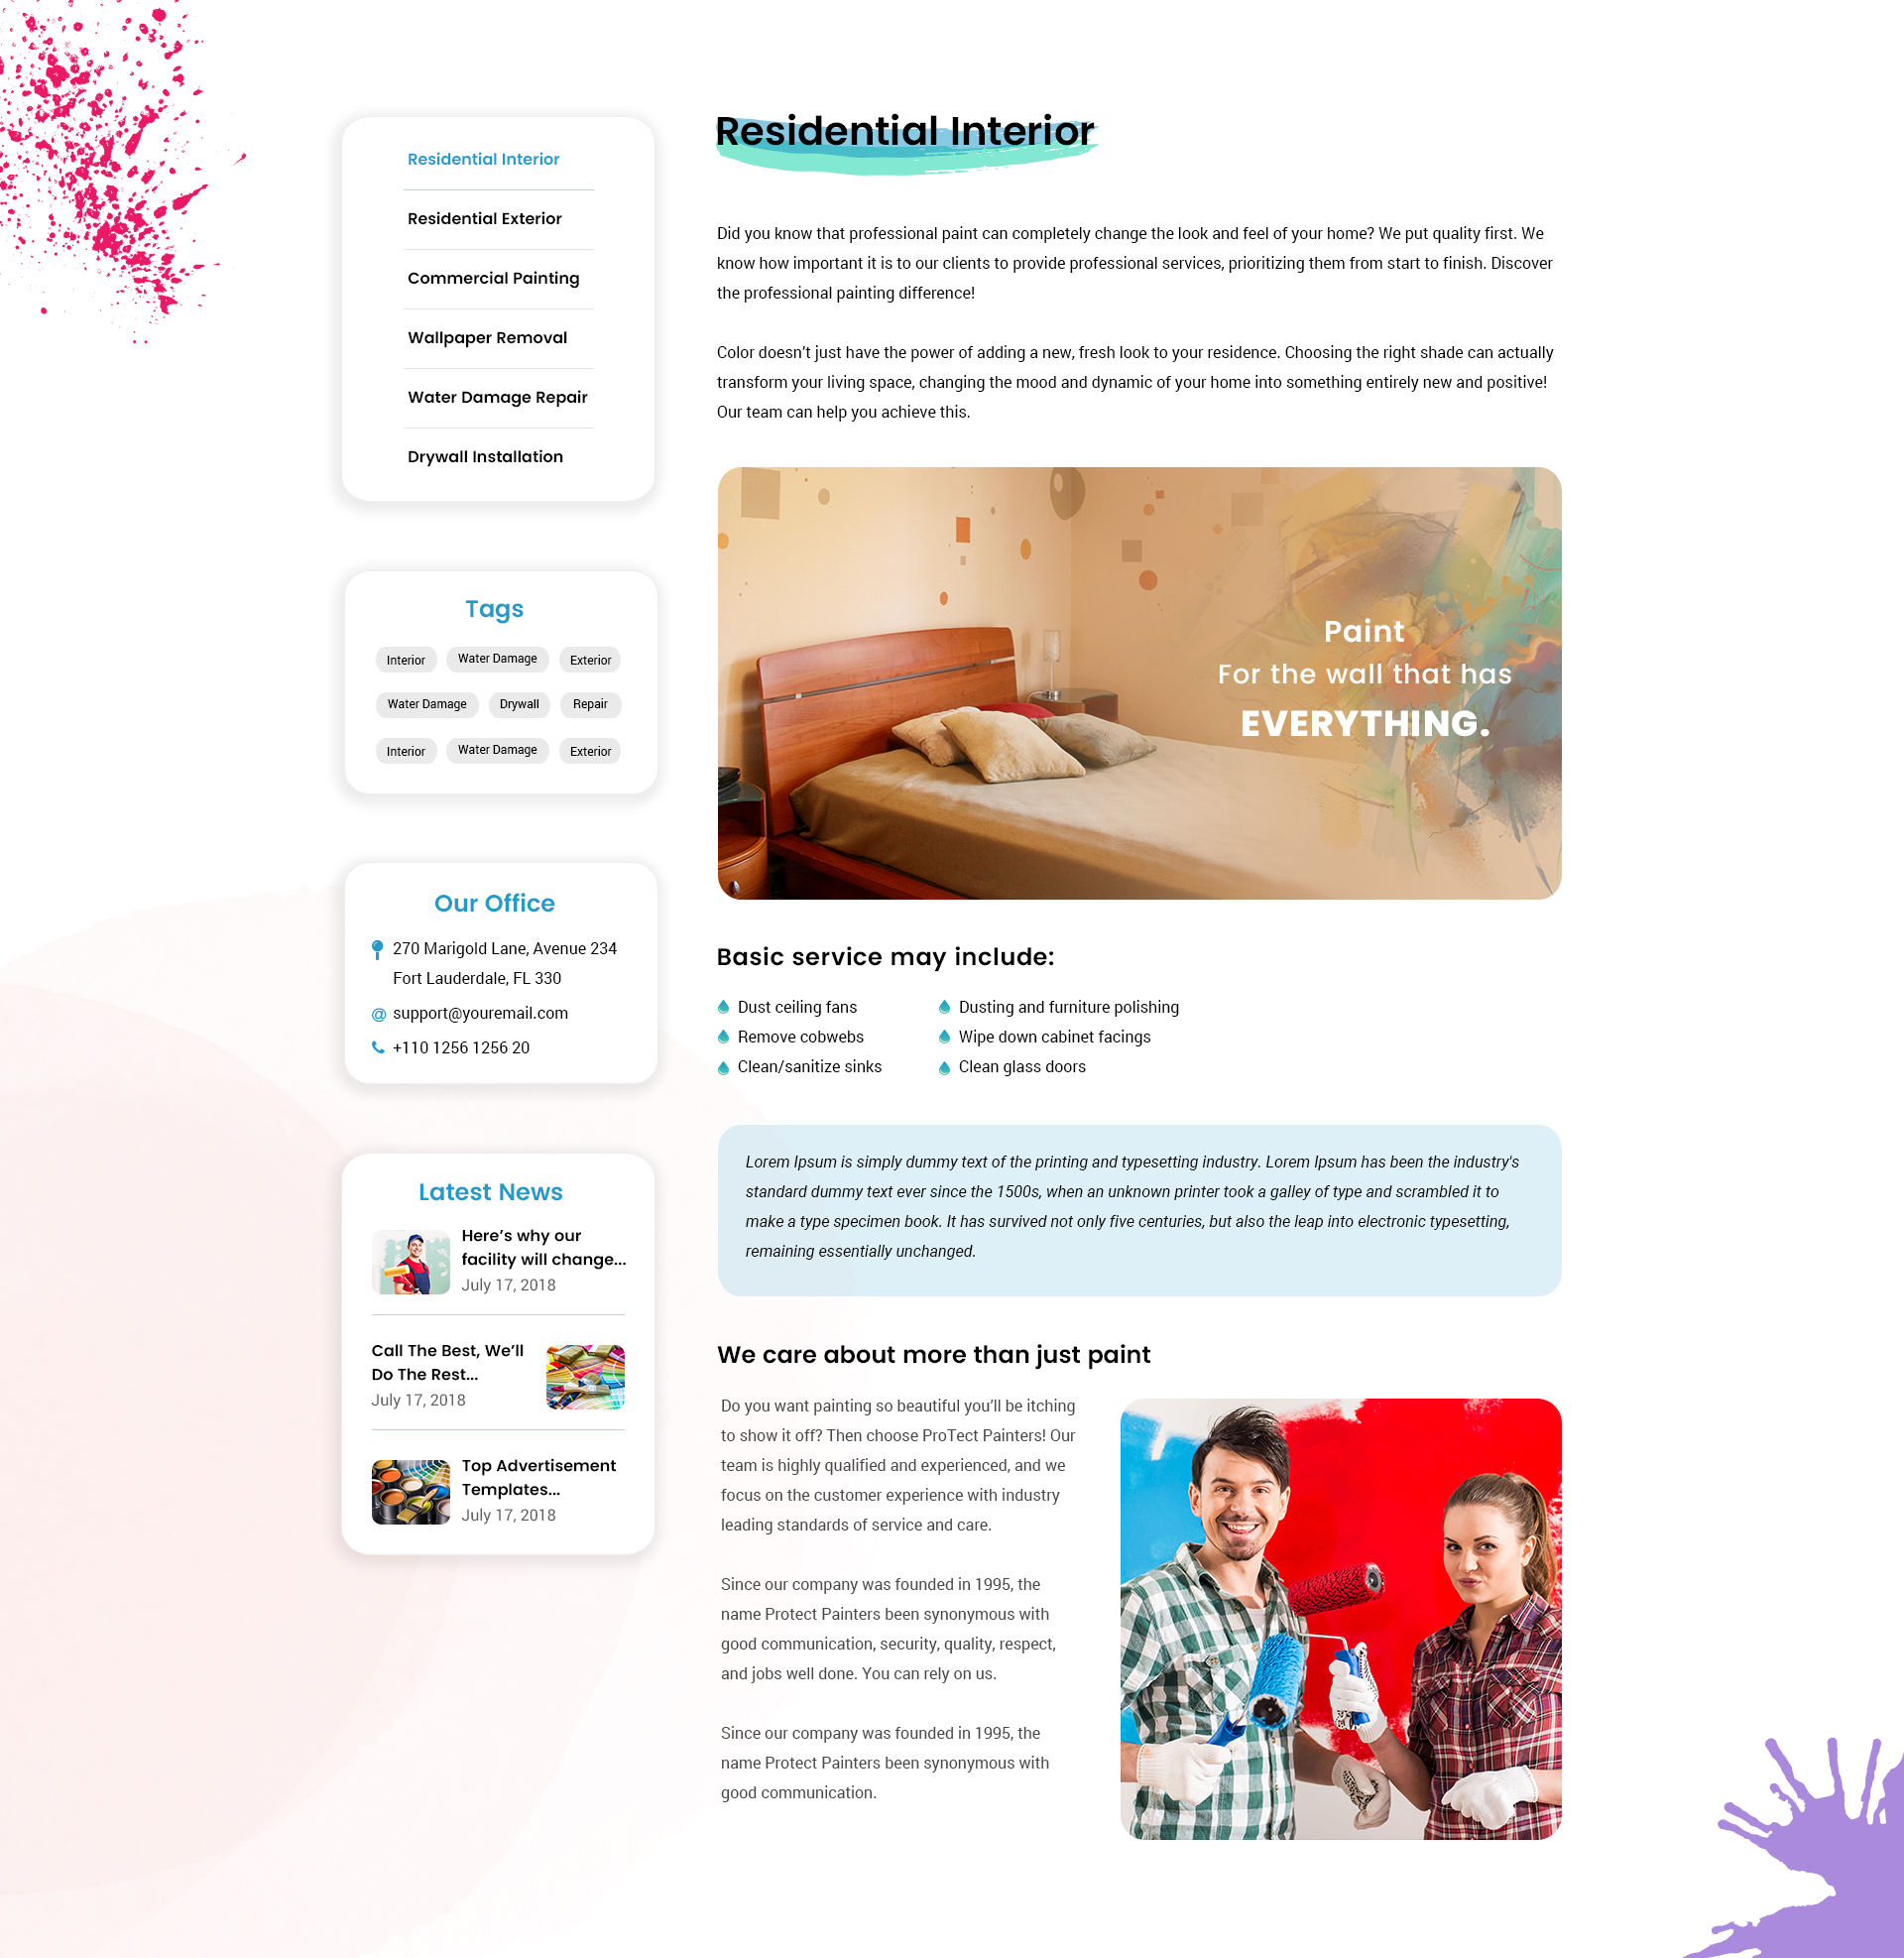 Residential Interior
Residential Exterior
Commercial Painting
Wallpaper Removal
Water Damage Repair
Drywall Installation
Tags
Interior Water Damage Exterior
Water Damage Drywall Repair
Interior Water Damage Exterior
Our Office
270 Marigold Lane, Avenue 234
Fort Lauderdale, FL 330
@ support@youremail.com
+110 1256 1256 20
Latest News
Here’s why our
facility will change...
July 17, 2018
Call The Best, We’ll
Do The Rest...
July 17, 2018
Top Advertisement
Templates...
July 17, 2018
Residential Interior
Did you know that professional paint can completely change the look and feel of your home? We put quality first. We
know how important it is to our clients to provide professional services, prioritizing them from start to finish. Discover
the professional painting difference!
Color doesn’t just have the power of adding a new, fresh look to your residence. Choosing the right shade can actually
transform your living space, changing the mood and dynamic of your home into something entirely new and positive!
Our team can help you achieve this.
Paint
For the wall that has
EVERYTHING.
Basic service may include:
Dust ceiling fans
Remove cobwebs
Clean/sanitize sinks
Dusting and furniture polishing
Wipe down cabinet facings
Clean glass doors
Lorem Ipsum is simply dummy text of the printing and typesetting industry. Lorem Ipsum has been the industry's
standard dummy text ever since the 1500s, when an unknown printer took a galley of type and scrambled it to
make a type specimen book. It has survived not only five centuries, but also the leap into electronic typesetting,
remaining essentially unchanged.
We care about more than just paint
Do you want painting so beautiful you’ll be itching
to show it off? Then choose ProTect Painters! Our
team is highly qualified and experienced, and we
focus on the customer experience with industry
leading standards of service and care.
Since our company was founded in 1995, the
name Protect Painters been synonymous with
good communication, security, quality, respect,
and jobs well done. You can rely on us.
Since our company was founded in 1995, the
name Protect Painters been synonymous with
good communication.